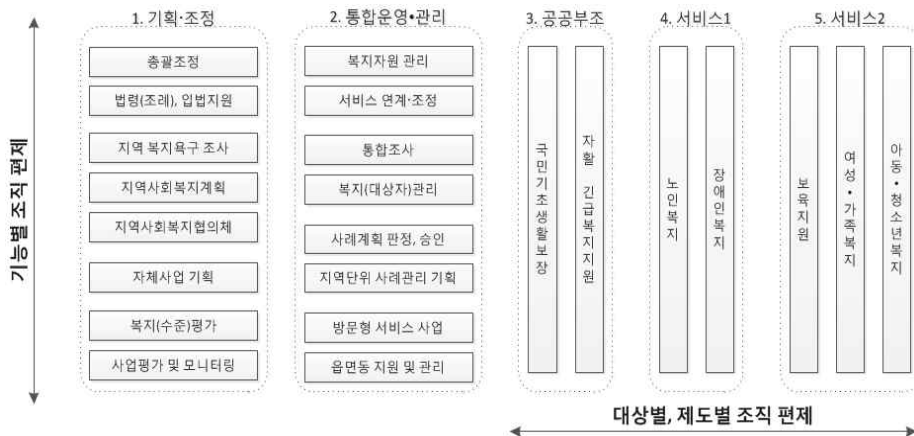 1. 기획·조정
총괄조정
법령(조례), 입법지원
지역 복지욕구 조사
지역사회복지계획
지역사회복지협의체
자체사업 기획
복지(수준)평가
사업평가 및 모니터링
2. 통합운영•관리
복지자원 관리
서비스 연계·조정
통합조사
복지(대상자)관리
사례계획 판정, 승인
지역단위 사례관리 기획
방문형 서비스 사업
읍면동 지원 및 관리
3. 공공부조
국민기초생활보장
자활 긴급복지지원
4. 서비스1
노인복지
장애인복지
5. 서비스2
보육지원
여성·가족복지
아동·청소년복지
기능별 조직 편제
대상별, 제도별 조직 편제